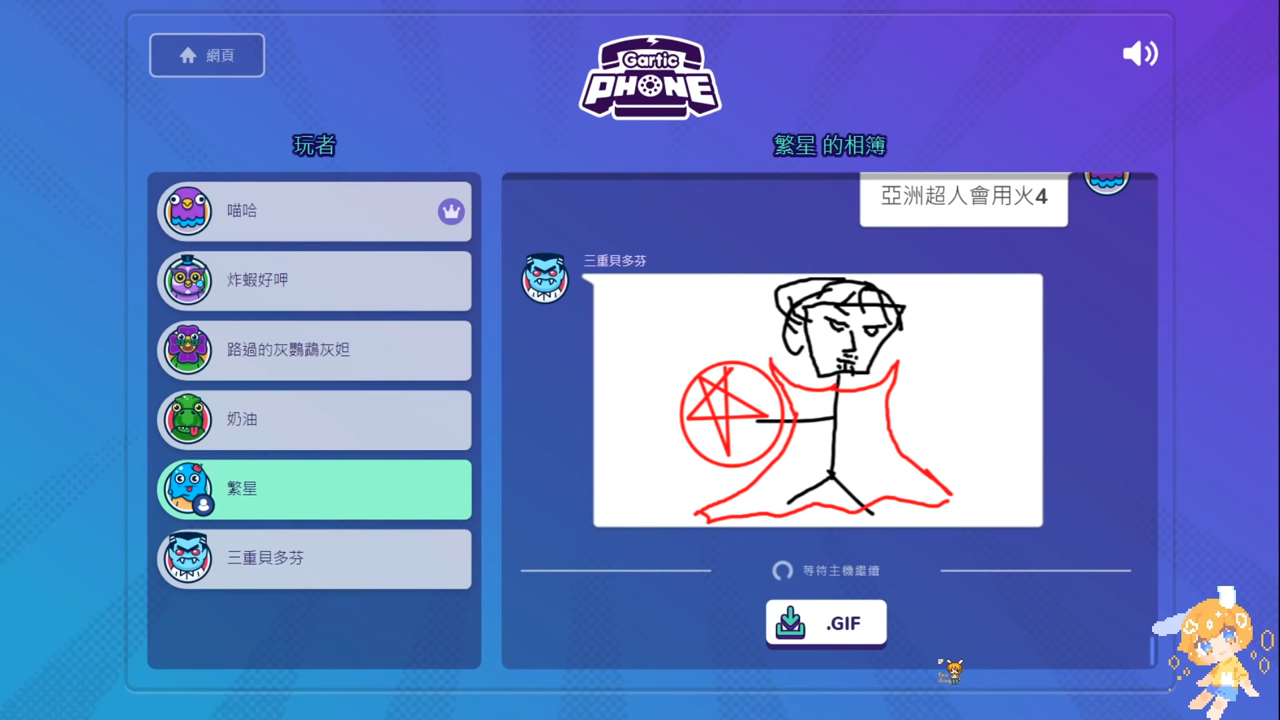 網頁
Gartic
PHONE
玩者
繁星 的相簿
喵哈
炸蝦好呷
路過的灰鸚鵡灰妲
奶油
繁星
三重貝多芬
亞洲超人會用火4
三重貝多芬
等待主機繼續
.GIF